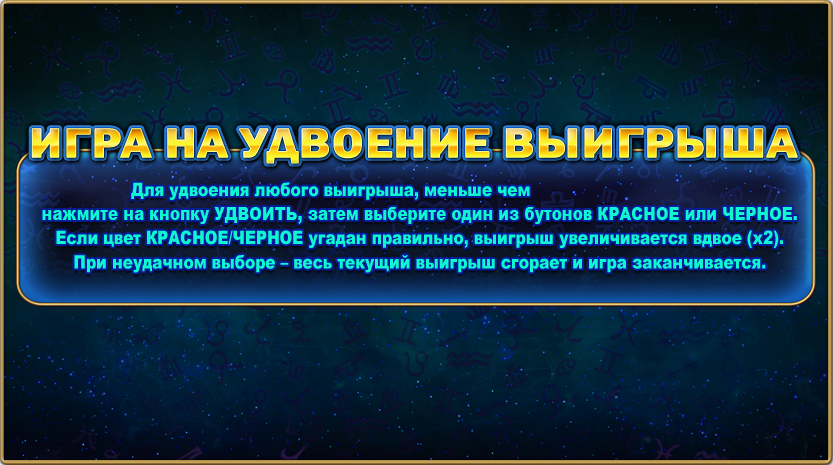 ИГРА НА УДВОЕНИЕ ВЫИГРЫША
Для удвоения любого выигрыша, меньше чем
нажмите на кнопку УДВОИТЬ, затем выберите один из бутонов КРАСНОЕ или ЧЕРНОЕ.
Если цвет КРАСНОЕ/ЧЕРНОЕ угадан правильно, выигрыш увеличивается вдвое (x2).
При неудачном выборе – весь текущий выигрыш сгорает и игра заканчивается.